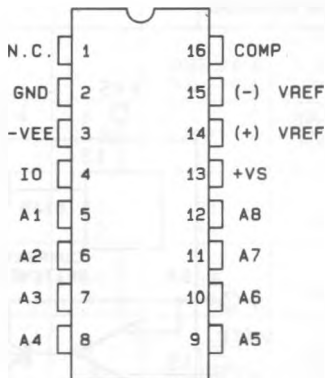 N.C. 1 16 COMP
GND 2 15 (-) VREF
-VEE 3 14 (+) VREF
IO 4 13 +VS
A1 5 12 A8
A2 6 11 A7
A3 7 10 A6
A4 8 9 A5